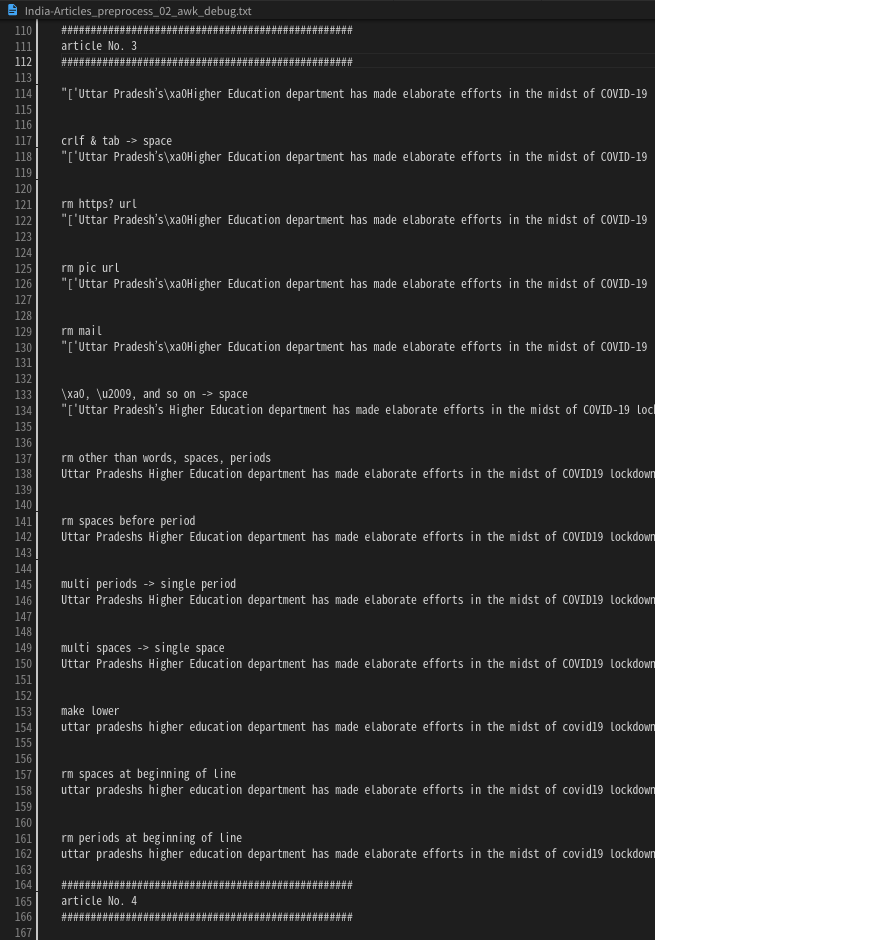 India-Articles_preprocess_02_awk_debug.txt
110 ##################################################
111 article No. 3
112 ##################################################
113
114 "['Uttar Pradesh’s\xa0Higher Education department has made elaborate efforts in the midst of COVID-19
115
116
117 crlf & tab -> space
118 "['Uttar Pradesh’s\xa0Higher Education department has made elaborate efforts in the midst of COVID-19
119
120
121 rm https? url
122 "['Uttar Pradesh’s\xa0Higher Education department has made elaborate efforts in the midst of COVID-19
123
124
125 rm pic url
126 "['Uttar Pradesh’s\xa0Higher Education department has made elaborate efforts in the midst of COVID-19
127
128
129 rm mail
130 "['Uttar Pradesh’s\xa0Higher Education department has made elaborate efforts in the midst of COVID-19
131
132
133 \xa0, \u2009, and so on -> space
134 "['Uttar Pradesh’s Higher Education department has made elaborate efforts in the midst of COVID-19 loc
135
136
137 rm other than words, spaces, periods
138 Uttar Pradeshs Higher Education department has made elaborate efforts in the midst of COVID19 lockdown
139
140
141 rm spaces before period
142 Uttar Pradeshs Higher Education department has made elaborate efforts in the midst of COVID19 lockdown
143
144
145 multi periods -> single period
146 Uttar Pradeshs Higher Education department has made elaborate efforts in the midst of COVID19 lockdown
147
148
149 multi spaces -> single space
150 Uttar Pradeshs Higher Education department has made elaborate efforts in the midst of COVID19 lockdown
151
152
153 make lower
154 uttar pradeshs higher education department has made elaborate efforts in the midst of covid19 lockdown
155
156
157 rm spaces at beginning of line
158 uttar pradeshs higher education department has made elaborate efforts in the midst of covid19 lockdown
159
160
161 rm periods at beginning of line
162 uttar pradeshs higher education department has made elaborate efforts in the midst of covid19 lockdown
163
164 ##################################################
165 article No. 4
166 ##################################################
167